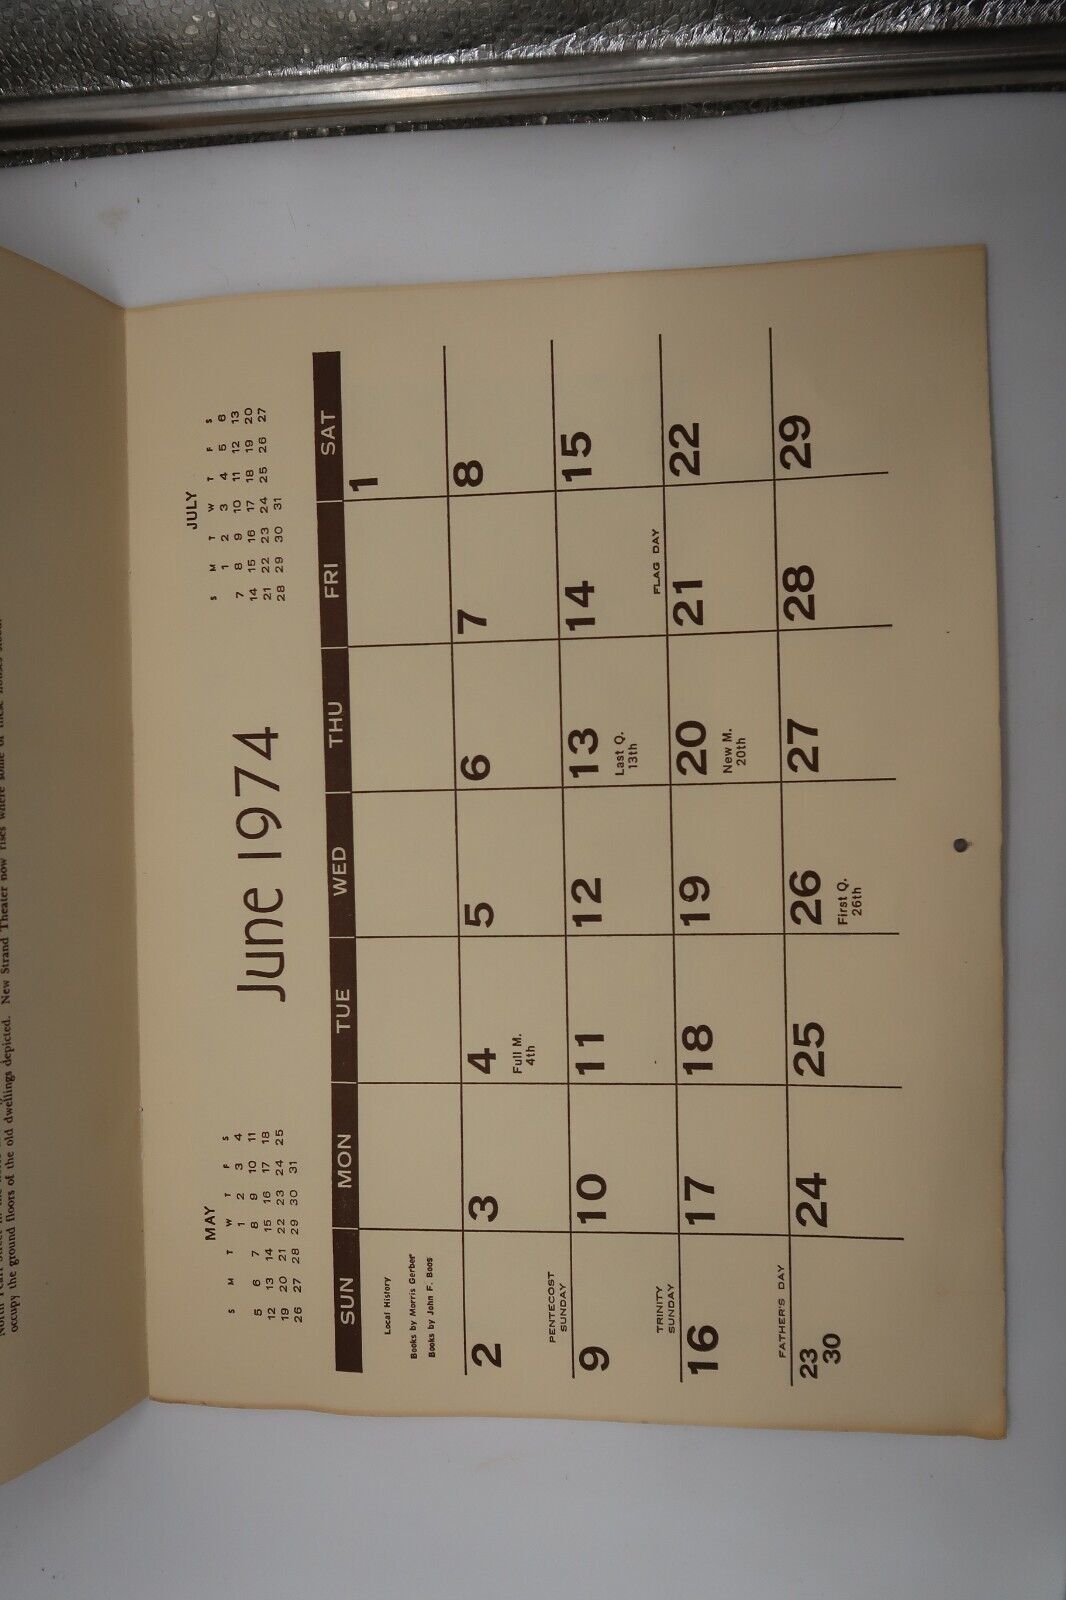 occupy the ground floors of the old dwellings depicted. New Strand Theater now rises where some of these houses stood.
MAY
S M T W T F S
1 2 3 4
5 6 7 8 9 10 11
12 13 14 15 16 17 18
19 20 21 22 23 24 25
26 27 28 29 30 31
June 1974
JULY
S M T W T F S
1 2 3 4 5 6
7 8 9 10 11 12 13
14 15 16 17 18 19 20
21 22 23 24 25 26 27
28 29 30 31
SUN MON TUE WED THU FRI SAT
1
Local History
Books by Morris Gerber
Books by John F. Boos
2 3 4 5 6 7 8
Full M.
4th
PENTECOST
SUNDAY
9 10 11 12 13 14 15
Last Q.
13th
FLAG DAY
TRINITY
SUNDAY
16 17 18 19 20 21 22
New M.
20th
FATHER'S DAY
23 24 25 26 27 28 29
30
First Q.
26th